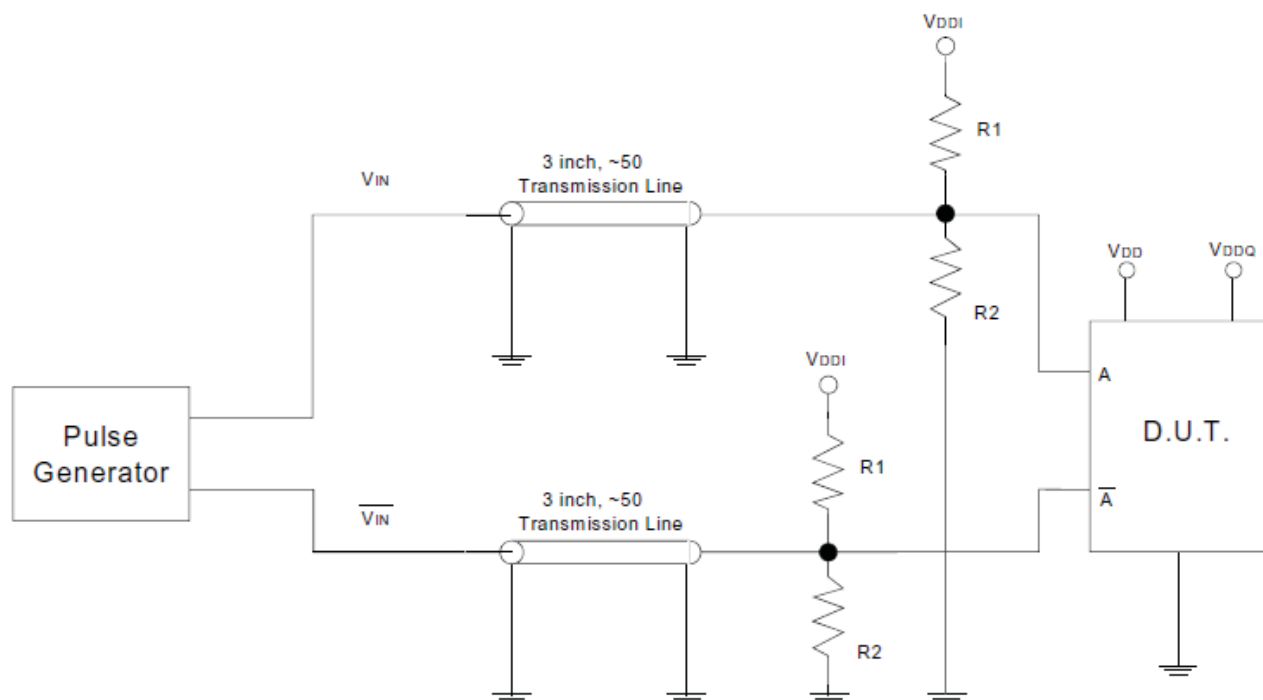 VDDI
R1
3 inch, ~50
Transmission Line
VIN
VDD
VDDQ
R2
VDDI
A
D.U.T.
Pulse
Generator
R1
3 inch, ~50
Transmission Line
V̅I̅N̅
A̅
R2